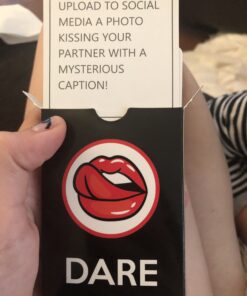 UPLOAD TO SOCIAL
MEDIA A PHOTO
KISSING YOUR
PARTNER WITH A
MYSTERIOUS
CAPTION!
DARE